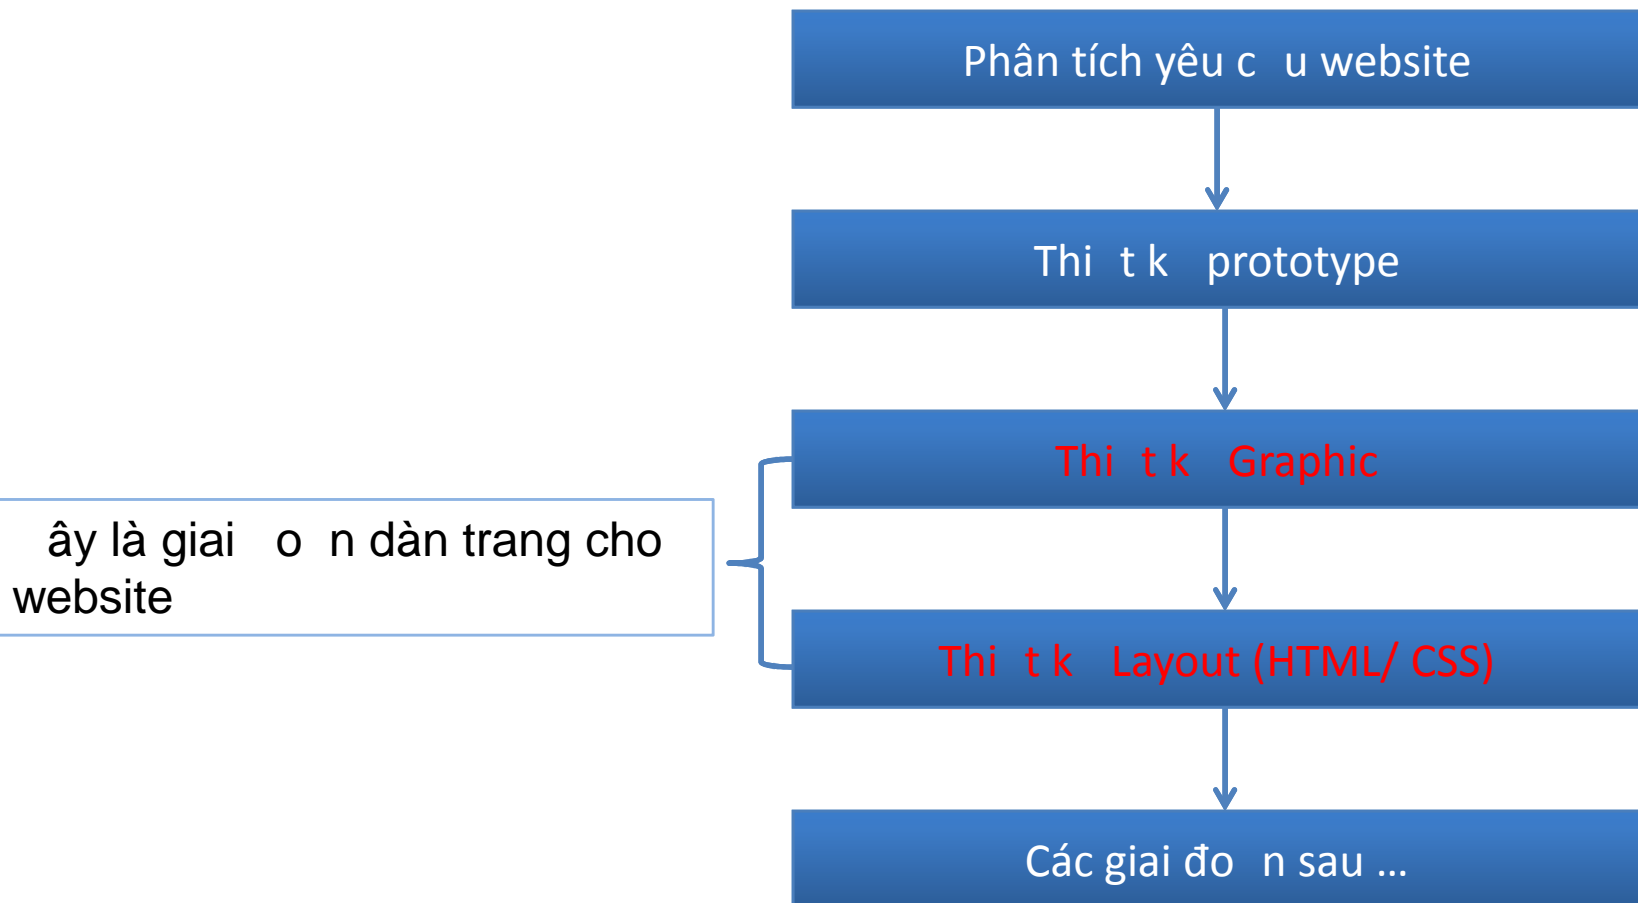 Phân tích yêu c u website
Thi t k prototype
Thi t k Graphic
ây là giai o n dàn trang cho
website
Thi t k Layout (HTML/ CSS)
Các giai đo n sau ...